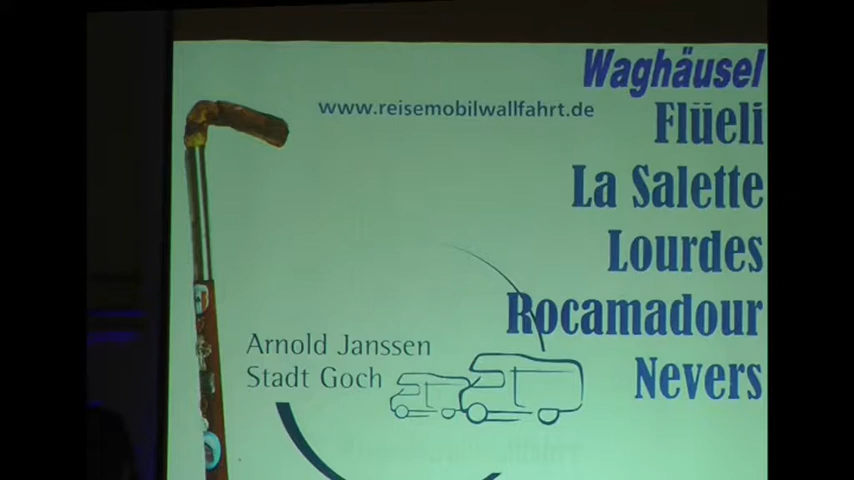 Waghäusel
www.reisemobilwallfahrt.de
Flüeli
La Salette
Lourdes
Rocamadour
Arnold Janssen
Stadt Goch
Nevers